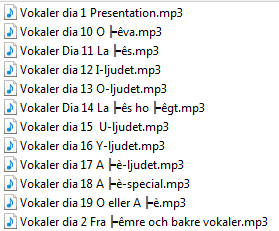 Vokaler dia 1 Presentation.mp3
Vokaler dia 10 O ├êva.mp3
Vokaler Dia 11 La ├ês.mp3
Vokaler dia 12 I-ljudet.mp3
Vokaler dia 13 O-ljudet.mp3
Vokaler Dia 14 La ├ês ho ├êgt.mp3
Vokaler dia 15  U-ljudet.mp3
Vokaler dia 16 Y-ljudet.mp3
Vokaler dia 17 A ├è-ljudet.mp3
Vokaler dia 18 A ├è-special.mp3
Vokaler dia 19 O eller A ├è.mp3
Vokaler dia 2 Fra ├êmre och bakre vokaler.mp3